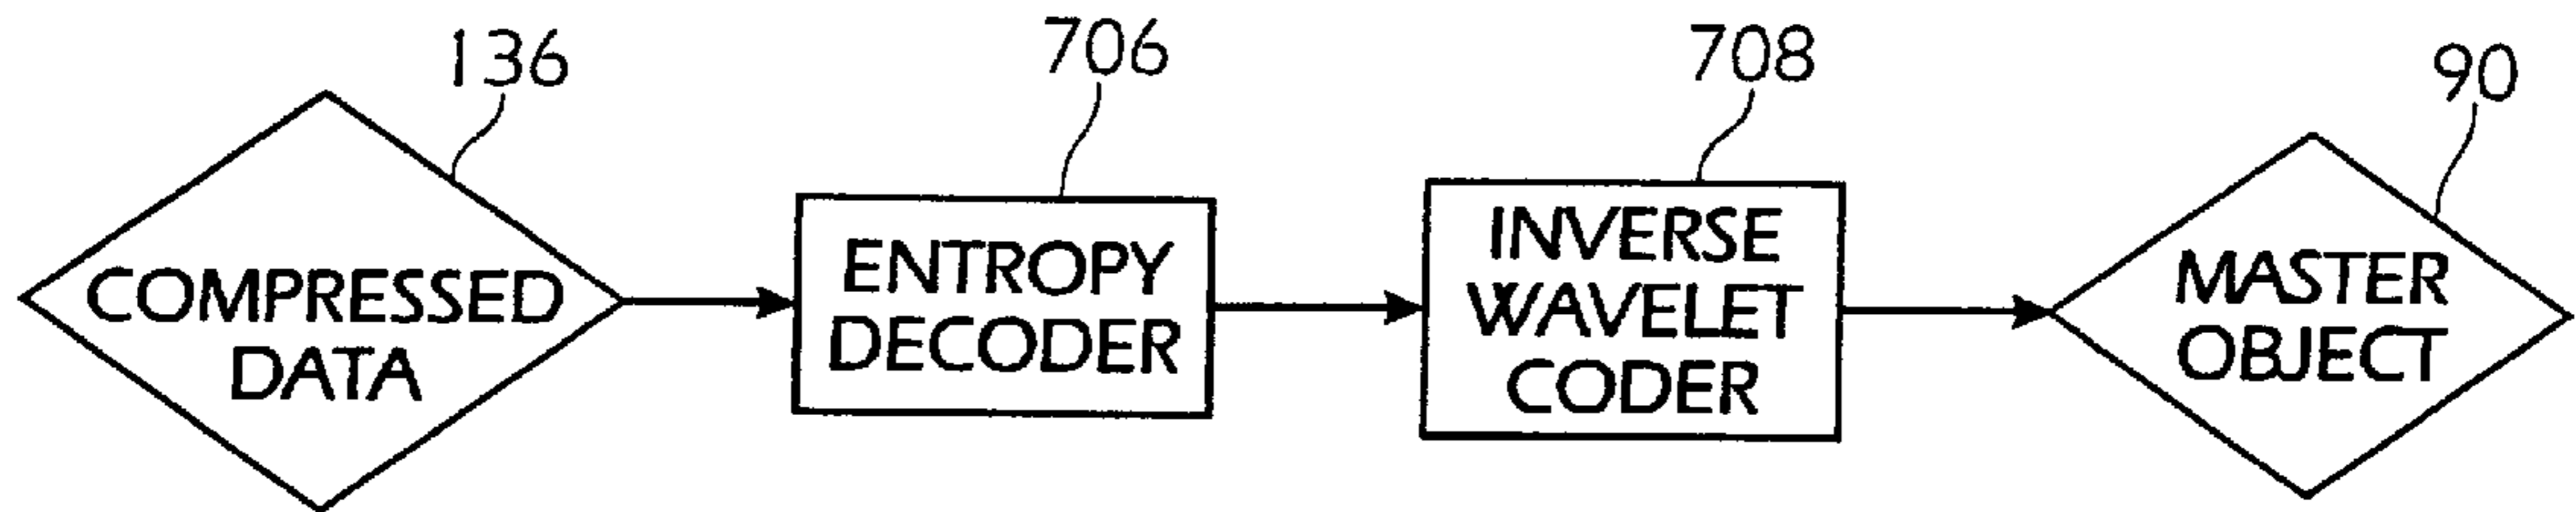 136
706
708
90
COMPRESSED
DATA
ENTROPY
DECODER
INVERSE
WAVELET
CODER
MASTER
OBJECT